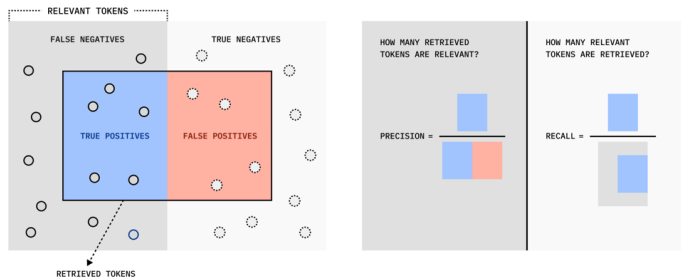 RELEVANT TOKENS
FALSE NEGATIVES
TRUE NEGATIVES
TRUE POSITIVES
FALSE POSITIVES
RETRIEVED TOKENS
HOW MANY RETRIEVED
TOKENS ARE RELEVANT?
PRECISION =
HOW MANY RELEVANT
TOKENS ARE RETRIEVED?
RECALL =